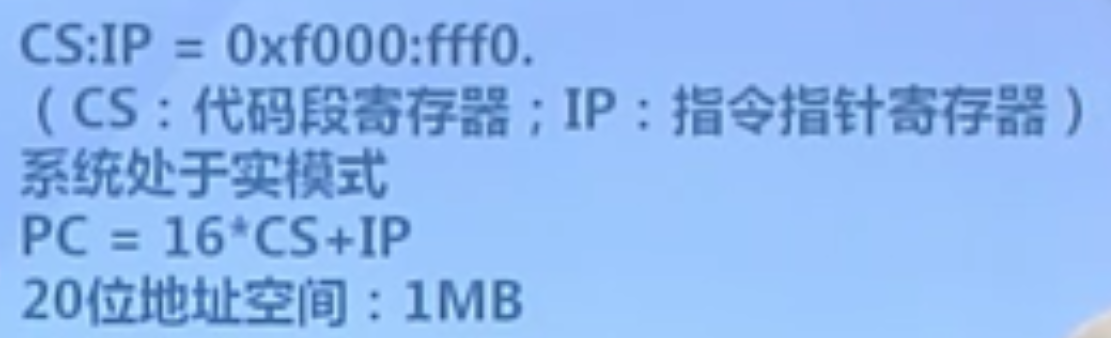 CS:IP = 0xf000:fff0.
（CS：代码段寄存器；IP：指令指针寄存器）
系统处于实模式
PC = 16*CS+IP
20位地址空间：1MB